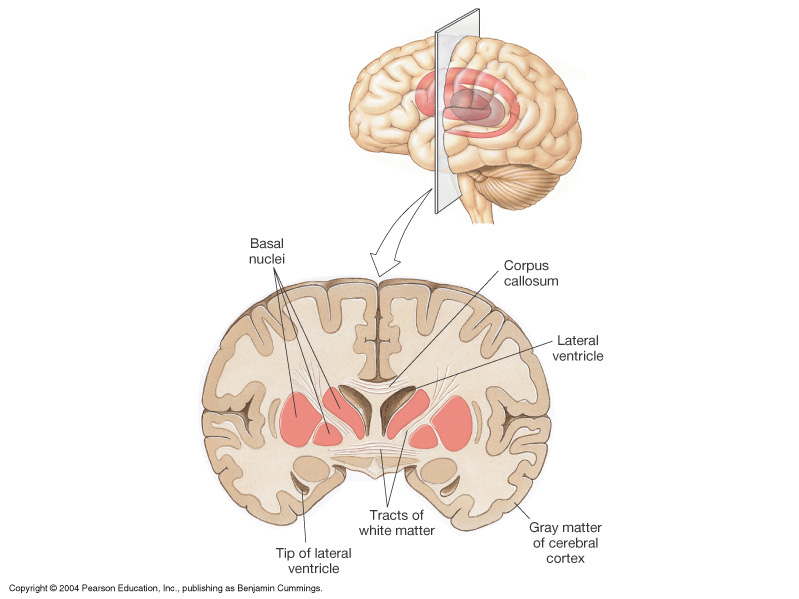 Basal
nuclei
Corpus
callosum
Lateral
ventricle
Tracts of
white matter
Gray matter
of cerebral
cortex
Tip of lateral
ventricle
Copyright © 2004 Pearson Education, Inc., publishing as Benjamin Cummings.